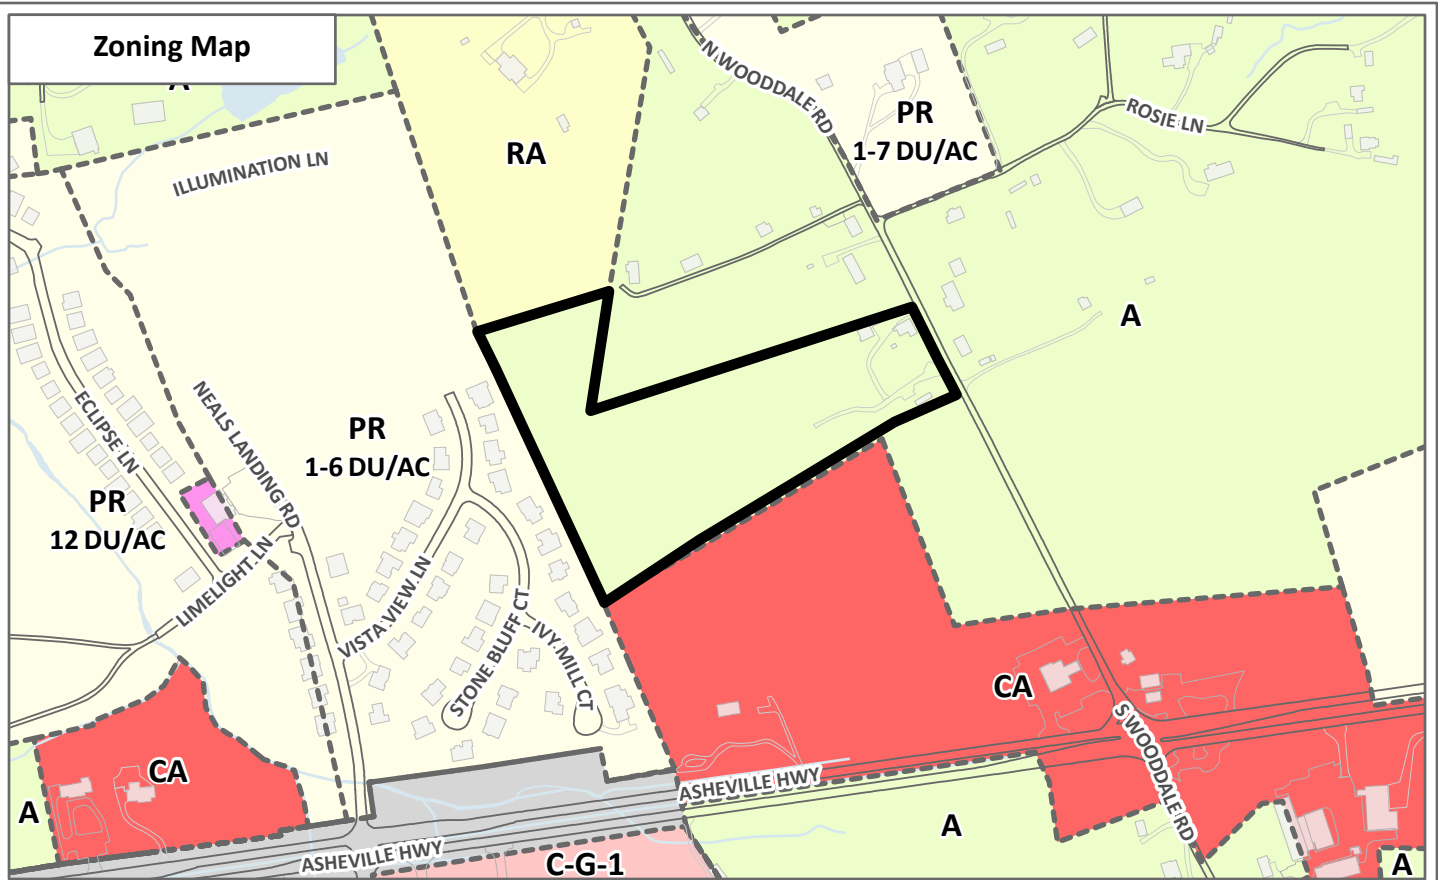 Zoning Map
A
ILLUMINATION LN
RA
N WOODDALE RD
PR
1-7 DU/AC
ROSIE LN
A
NEALS LANDING RD
ECLIPSE LN
PR
1-6 DU/AC
PR
12 DU/AC
LIMELIGHT LN
VISTA VIEW LN
STONE BLUFF CT
IVY MILL CT
CA
S WOODDALE RD
CA
ASHEVILLE HWY
A
A
ASHEVILLE HWY
C-G-1
A